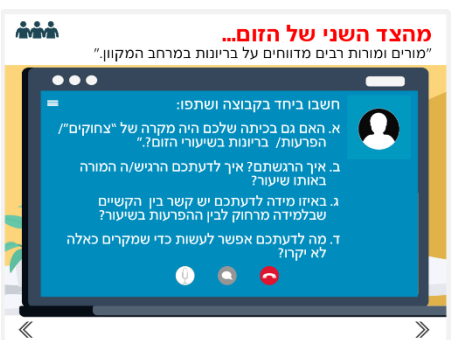 מהצד השני של הזום...
"מורים ומורות רבים מדווחים על בריונות במרחב המקוון."
חשבו ביחד בקבוצה ושתפו:
א. האם גם בכיתה שלכם היה מקרה של "צחוקים"/
הפרעות/ בריונות בשיעורי הזום?."
ב. איך הרגשתם? איך לדעתכם הרגיש/ה המורה
באותו שיעור?
ג. באיזו מידה לדעתכם יש קשר בין הקשיים
שבלמידה מרחוק לבין ההפרעות בשיעור?
ד. מה לדעתכם אפשר לעשות כדי שמקרים כאלה
לא יקרו?